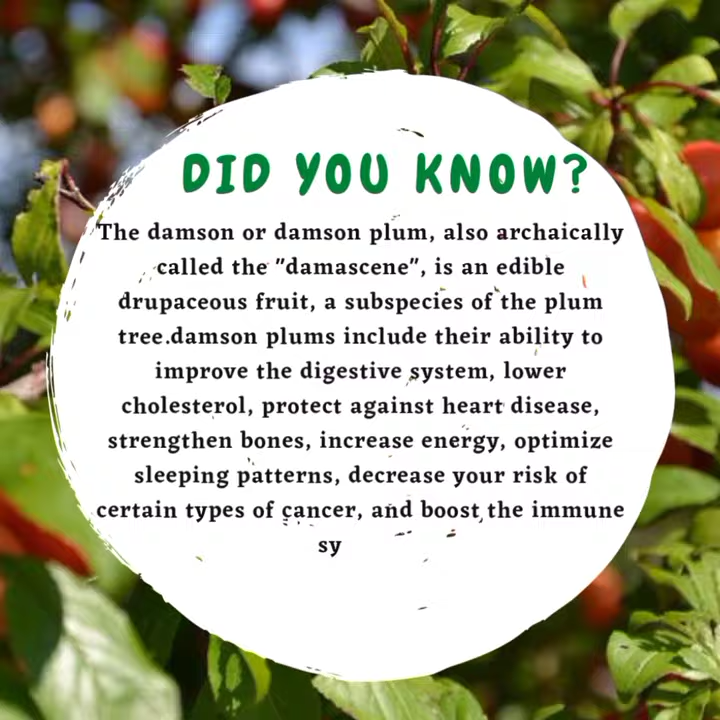 DID YOU KNOW?
The damson or damson plum, also archaically
called the "damascene", is an edible
drupaceous fruit, a subspecies of the plum
tree.damson plums include their ability to
improve the digestive system, lower
cholesterol, protect against heart disease,
strengthen bones, increase energy, optimize
sleeping patterns, decrease your risk of
certain types of cancer, and boost the immune
sy